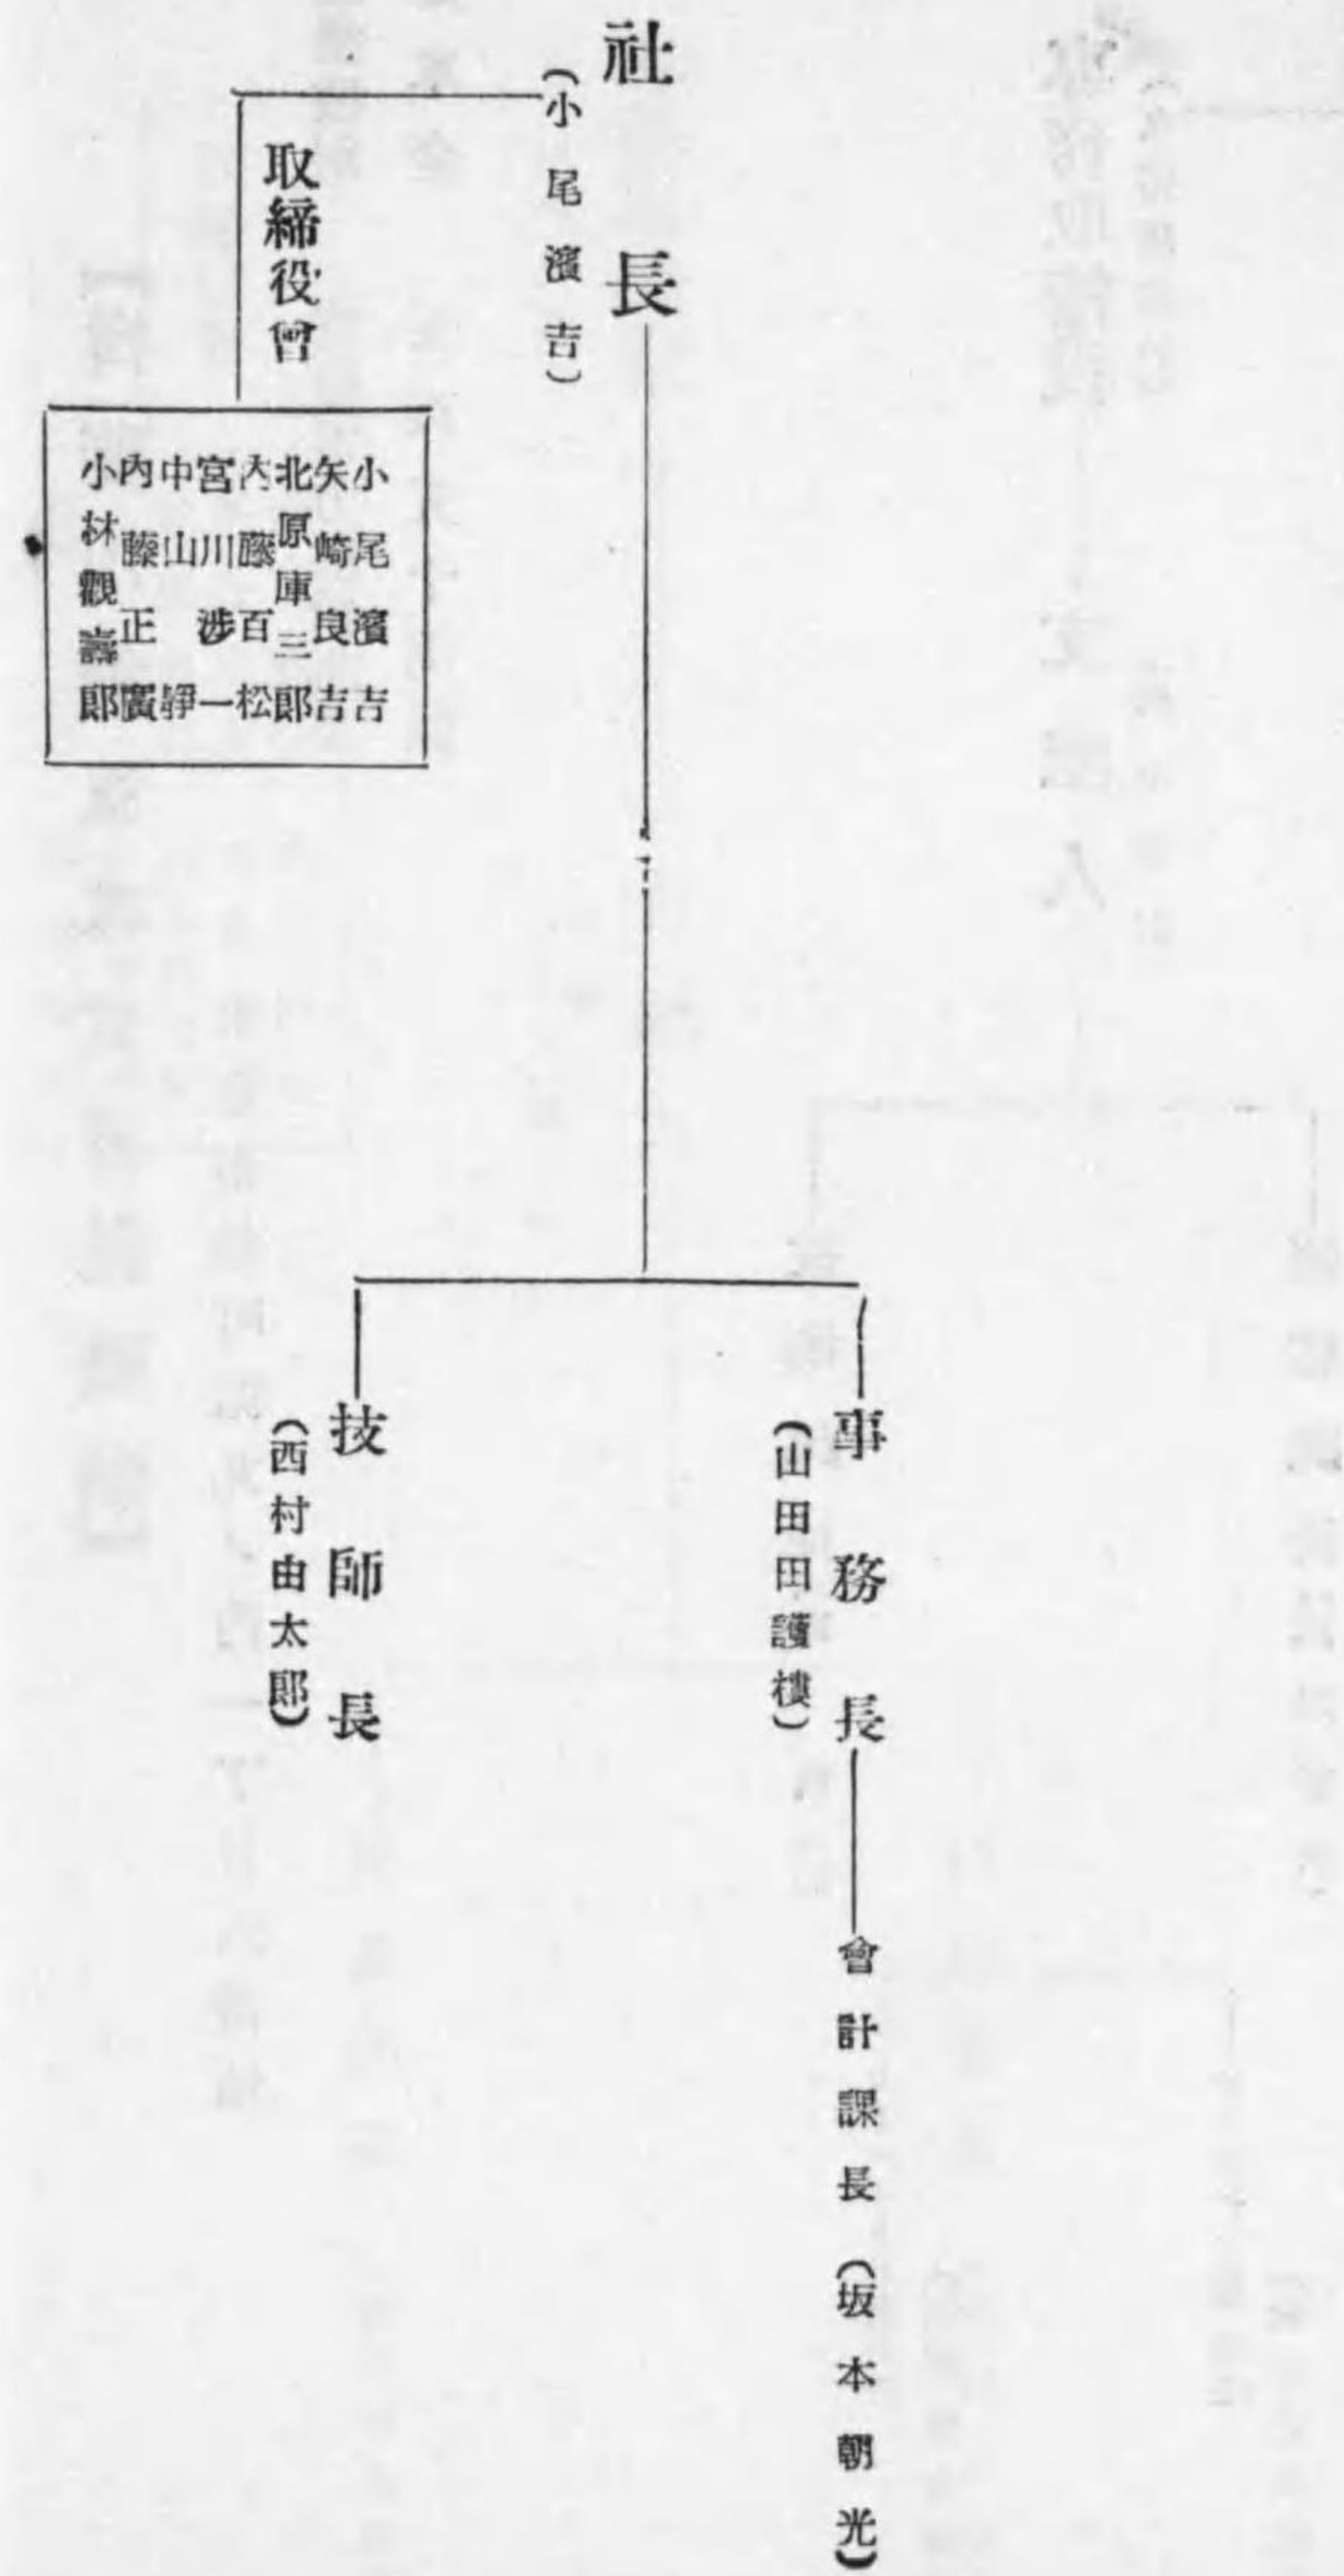 社長
(小尾濱吉)
取締役會
小尾濱吉
矢崎良吉
北原庫三郎
内藤百松
宮川渉一
中山靜
内藤正廣
小林觀壽郎
事務長
(山田田護樓)
會計課長(坂本朝光)
技師長
(西村由太郎)